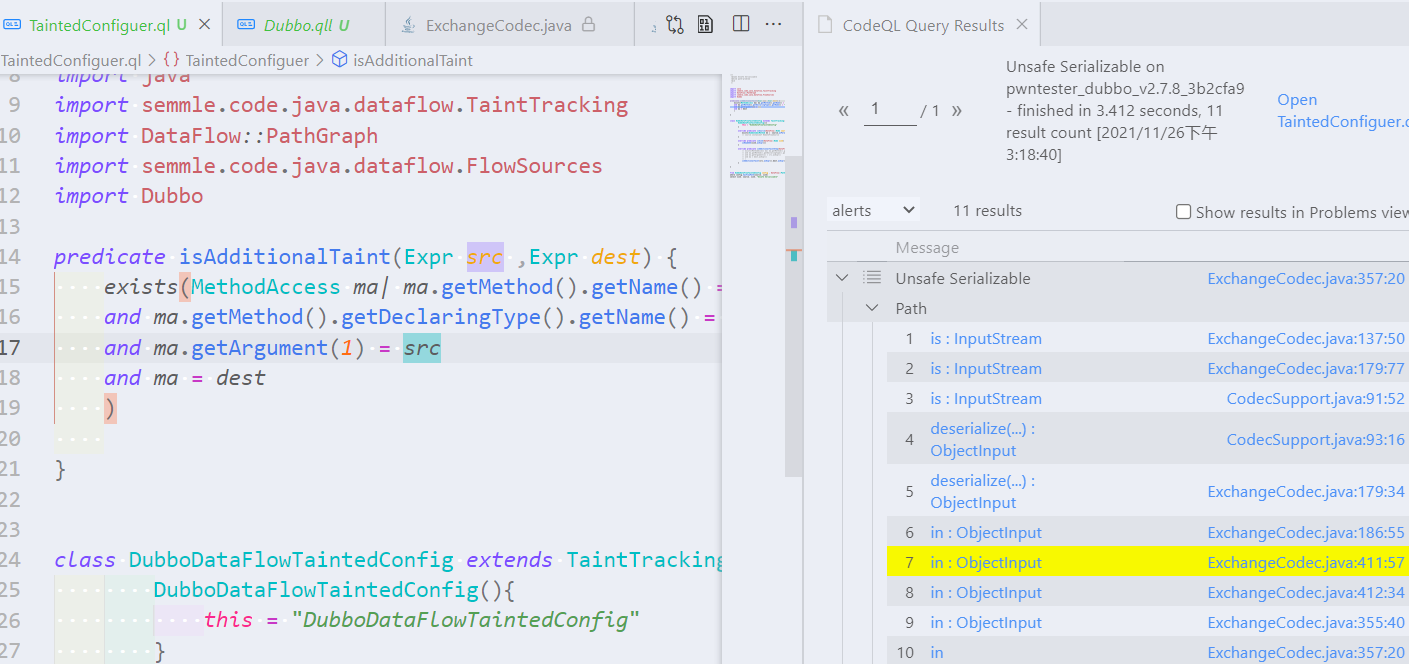 TaintedConfiguer.ql U
Dubbo.qll U
ExchangeCodec.java
TaintedConfiguer.ql > {} TaintedConfiguer > isAdditionalTaint
8 import java
9 import semmle.code.java.dataflow.TaintTracking
10 import DataFlow::PathGraph
11 import semmle.code.java.dataflow.FlowSources
12 import Dubbo
13
14 predicate isAdditionalTaint(Expr src ,Expr dest) {
15 exists(MethodAccess ma| ma.getMethod().getName() =
16 and ma.getMethod().getDeclaringType().getName() =
17 and ma.getArgument(1) = src
18 and ma = dest
19 )
20
21 }
22
23
24 class DubboDataFlowTaintedConfig extends TaintTracking
25 DubboDataFlowTaintedConfig(){
26 this = "DubboDataFlowTaintedConfig"
27 }
CodeQL Query Results
« 1 / 1 »
Unsafe Serializable on
pwntester_dubbo_v2.7.8_3b2cfa9
- finished in 3.412 seconds, 11
result count [2021/11/26下午
3:18:40]
Open
TaintedConfiguer.q
alerts
11 results
Show results in Problems view
Message
Unsafe Serializable ExchangeCodec.java:357:20
Path
1 is : InputStream ExchangeCodec.java:137:50
2 is : InputStream ExchangeCodec.java:179:77
3 is : InputStream CodecSupport.java:91:52
4 deserialize(...) :
ObjectInput CodecSupport.java:93:16
5 deserialize(...) :
ObjectInput ExchangeCodec.java:179:34
6 in : ObjectInput ExchangeCodec.java:186:55
7 in : ObjectInput ExchangeCodec.java:411:57
8 in : ObjectInput ExchangeCodec.java:412:34
9 in : ObjectInput ExchangeCodec.java:355:40
10 in ExchangeCodec.java:357:20